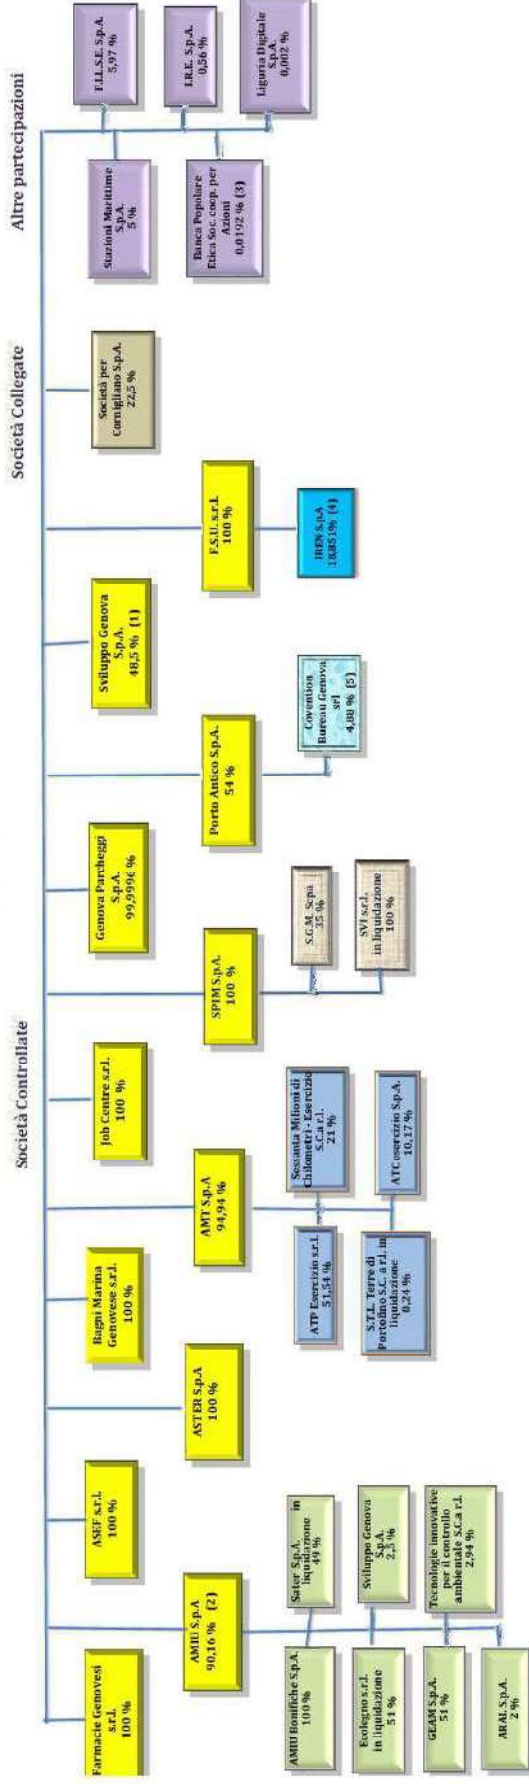 Società Controllate
Società Collegate
Altre partecipazioni
Farmacie Genovesi
s.r.l.
100 %
ASEF s.r.l.
100 %
Bagni Marina
Genovese s.r.l.
100 %
Job Centre s.r.l.
100 %
Genova Parcheggi
S.p.A.
99,9996 %
Sviluppo Genova
S.p.A.
48,5 % (1)
Società per
Cornigliano S.p.A.
22,5 %
Stazioni Marittime
S.p.A.
5 %
F.I.L.S.E. S.p.A.
5,97 %
Banca Popolare
Etica Soc. coop. per
Azioni
0,0192 % (3)
I.R.E. S.p.A.
0,56 %
Liguria Digitale
S.p.A.
0,002 %
AMIU S.p.A
90,16 % (2)
ASTER S.p.A
100 %
AMT S.p.A
94,94 %
SPIM S.p.A.
100 %
Porto Antico S.p.A.
54 %
F.S.U. s.r.l.
100 %
AMIU Bonifiche S.p.A.
100 %
Sater S.p.A. in
liquidazione
49 %
Ecolegno s.r.l.
in liquidazione
51 %
Sviluppo Genova
S.p.A.
2,5 %
GEAM S.p.A.
51 %
Tecnologie innovative
per il controllo
ambientale S.C.a r.l.
2,94 %
ARAL S.p.A.
2 %
ATP Esercizio s.r.l.
51,54 %
Sessanta Milioni di
Chilometri - Esercizio
S.C.a r.l.
21 %
S.T.L. Terre di
Portofino S.C. a r.l. in
liquidazione
0,24 %
ATC esercizio S.p.A.
10,17 %
S.G.M. Scpa
35 %
SVI s.r.l.
in liquidazione
100 %
Covention
Bureau Genova
srl
4,88 % (5)
IREN S.p.A
18,851% (4)